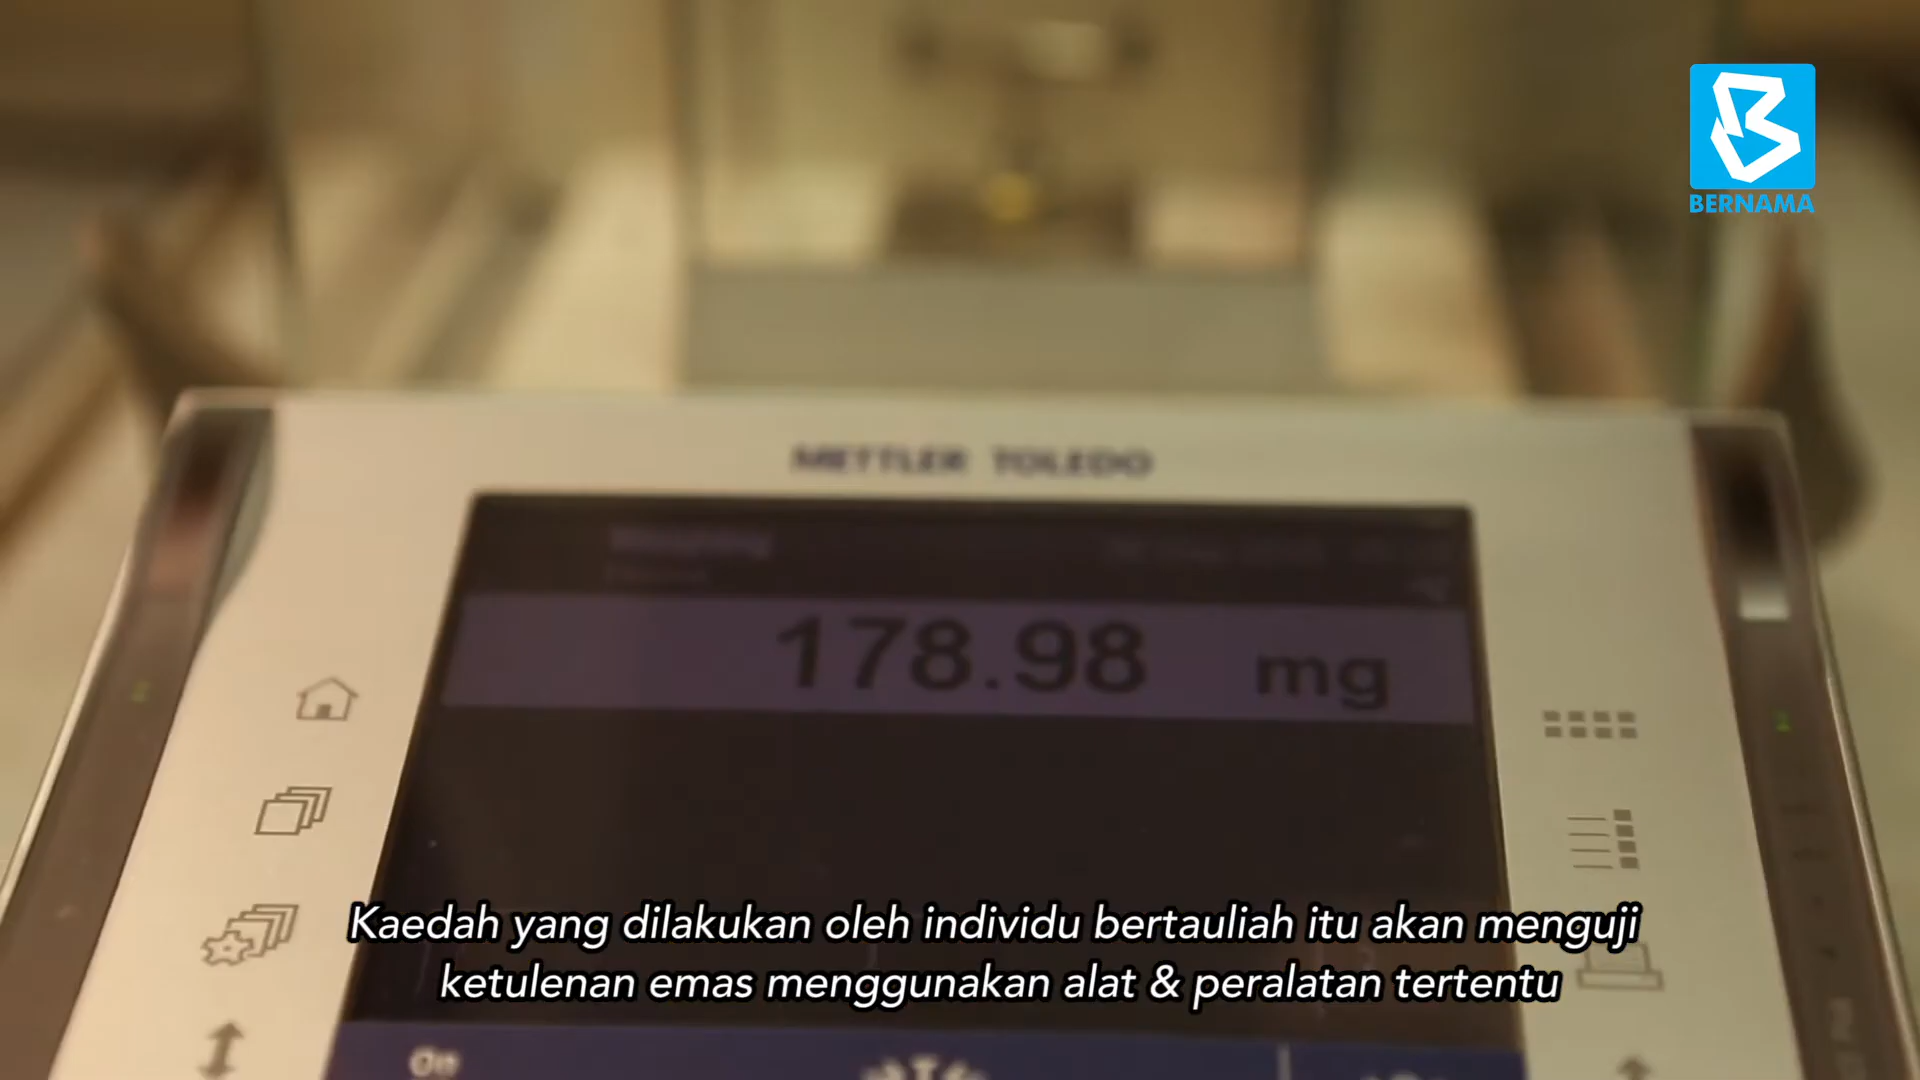 BERNAMA
METTLER TOLEDO
178.98 mg
Kaedah yang dilakukan oleh individu bertauliah itu akan menguji
ketulenan emas menggunakan alat & peralatan tertentu
On